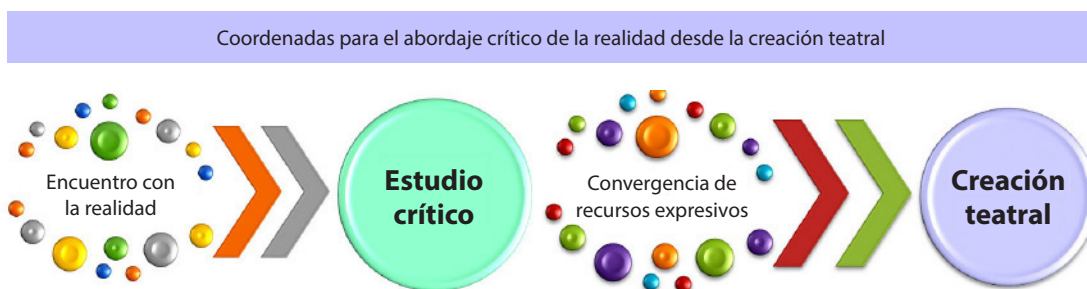 Coordenadas para el abordaje crítico de la realidad desde la creación teatral
Encuentro con
la realidad
Estudio
crítico
Convergencia de
recursos expresivos
Creación
teatral